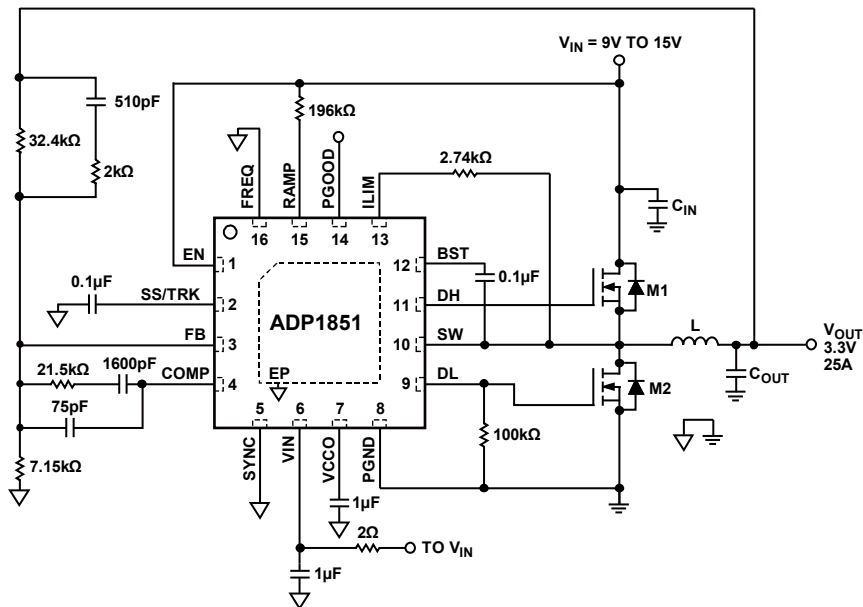 V_IN = 9V TO 15V
510pF
196kΩ
32.4kΩ
2kΩ
2.74kΩ
FREQ
RAMP
PGOOD
ILIM
C_IN
16
15
14
13
EN
1
12
BST
0.1µF
0.1µF
SS/TRK
2
11
DH
M1
ADP1851
FB
3
10
SW
L
V_OUT
3.3V
25A
21.5kΩ
1600pF
COMP
4
EP
9
DL
M2
C_OUT
75pF
5
6
7
8
100kΩ
7.15kΩ
SYNC
VIN
VCCO
PGND
1µF
2Ω
TO V_IN
1µF